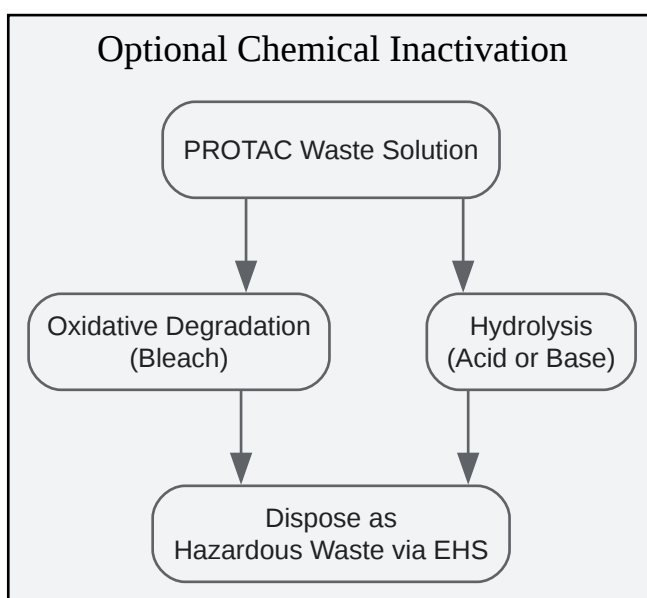 Optional Chemical Inactivation
PROTAC Waste Solution
Oxidative Degradation
(Bleach)
Hydrolysis
(Acid or Base)
Dispose as
Hazardous Waste via EHS